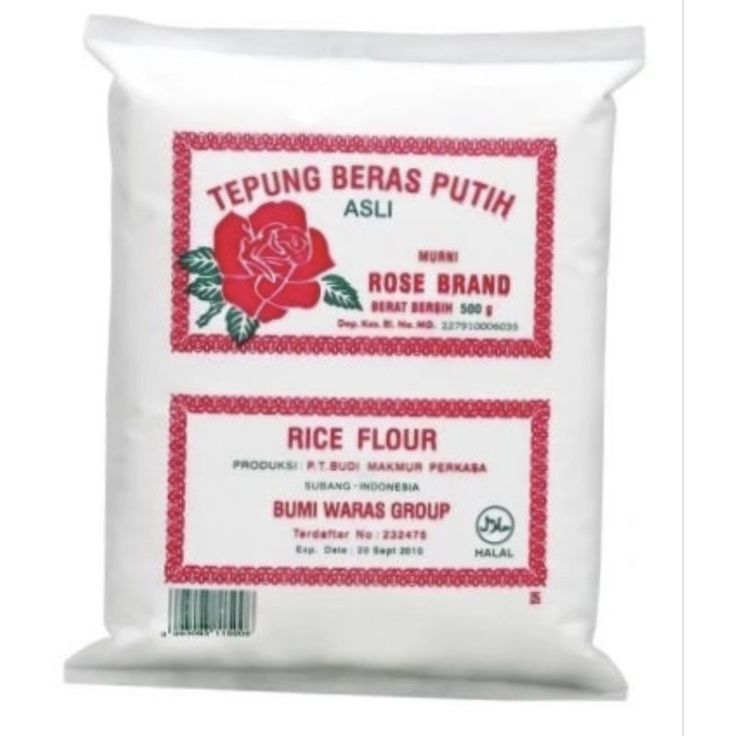 TEPUNG BERAS PUTIH
ASLI
MURNI
ROSE BRAND
BERAT BERSIH 500 g
Dep. Kes. RI. No. MD. 227910006035
RICE FLOUR
PRODUKSI : P.T. BUDI MAKMUR PERKASA
SUBANG - INDONESIA
BUMI WARAS GROUP
Terdaftar No : 232475
Exp. Date : 20 Sept 2010
HALAL